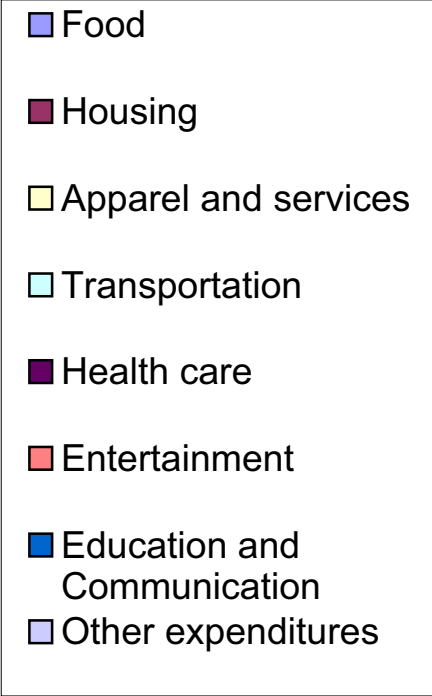 Food
Housing
Apparel and services
Transportation
Health care
Entertainment
Education and
Communication
Other expenditures